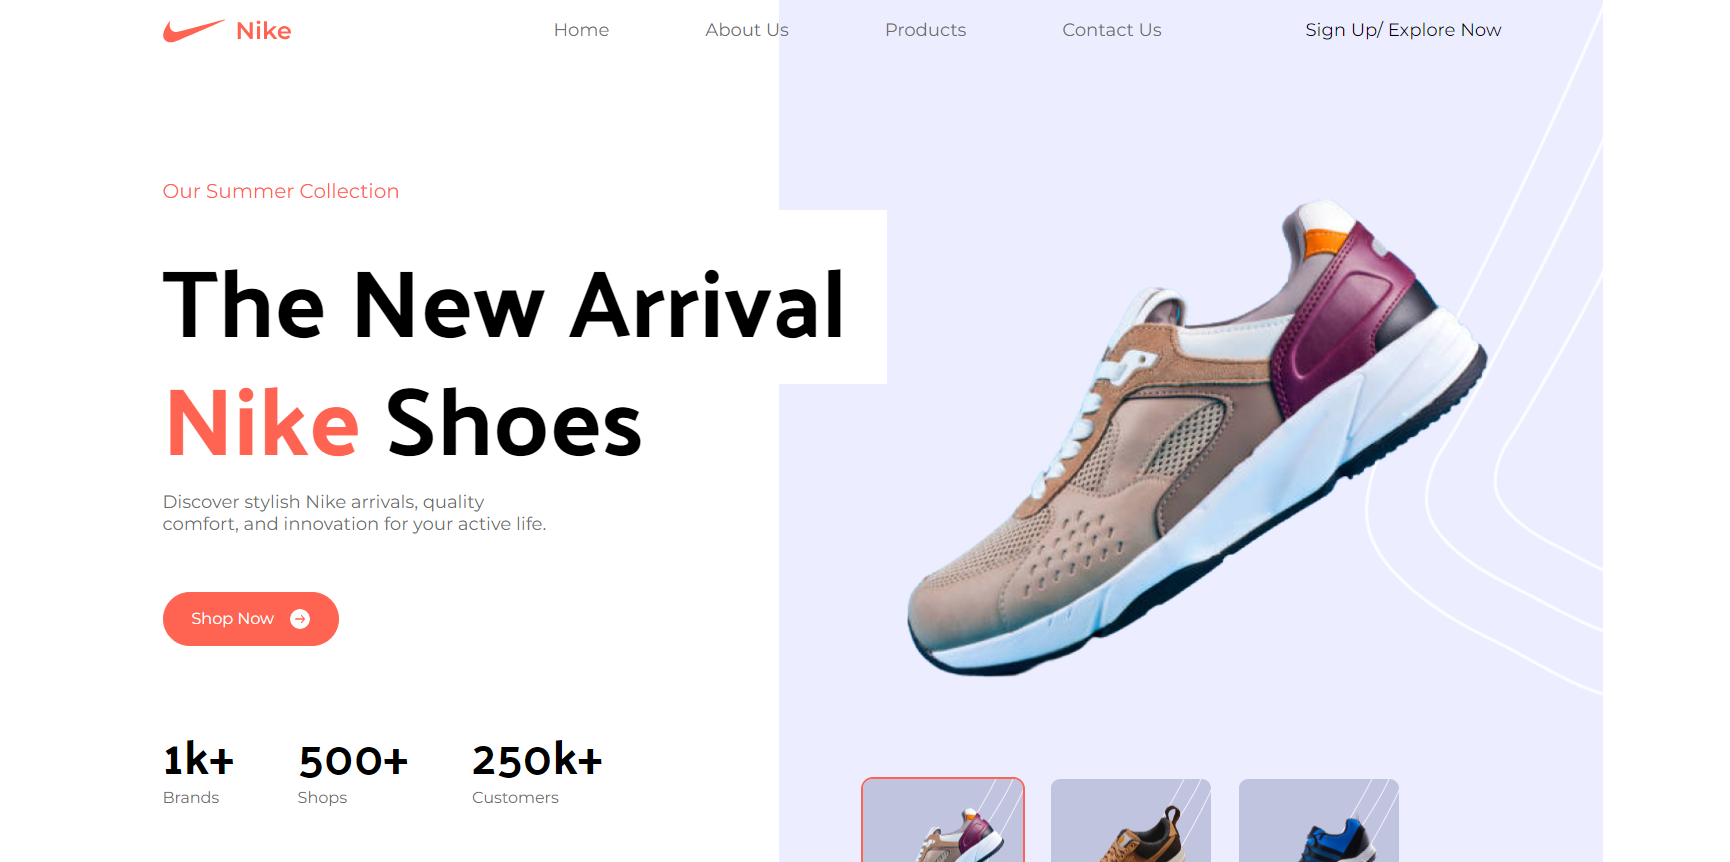 Nike
Home
About Us
Products
Contact Us
Sign Up/ Explore Now
Our Summer Collection
The New Arrival
Nike Shoes
Discover stylish Nike arrivals, quality
comfort, and innovation for your active life.
Shop Now
1k+
Brands
500+
Shops
250k+
Customers